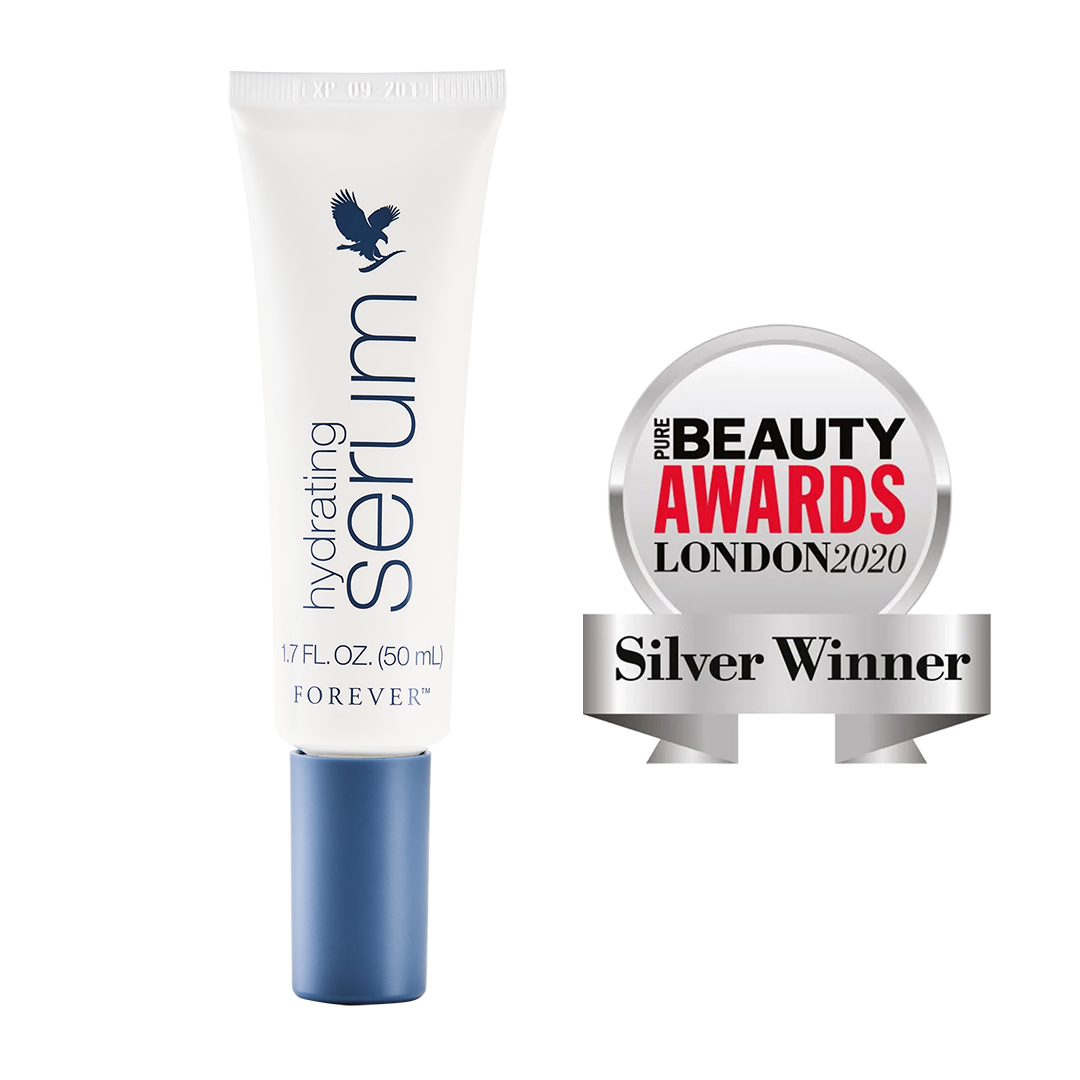 EXP 09 2019
hydrating
serum
1.7 FL. OZ. (50 mL)
FOREVER™
PURE
BEAUTY
AWARDS
LONDON2020
Silver Winner